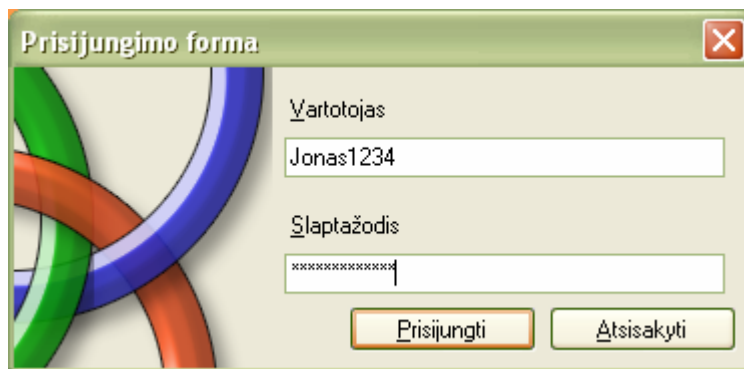 Prisijungimo forma
Vartotojas
Jonas1234
Slaptažodis
*************
Prisijungti Atsisakyti